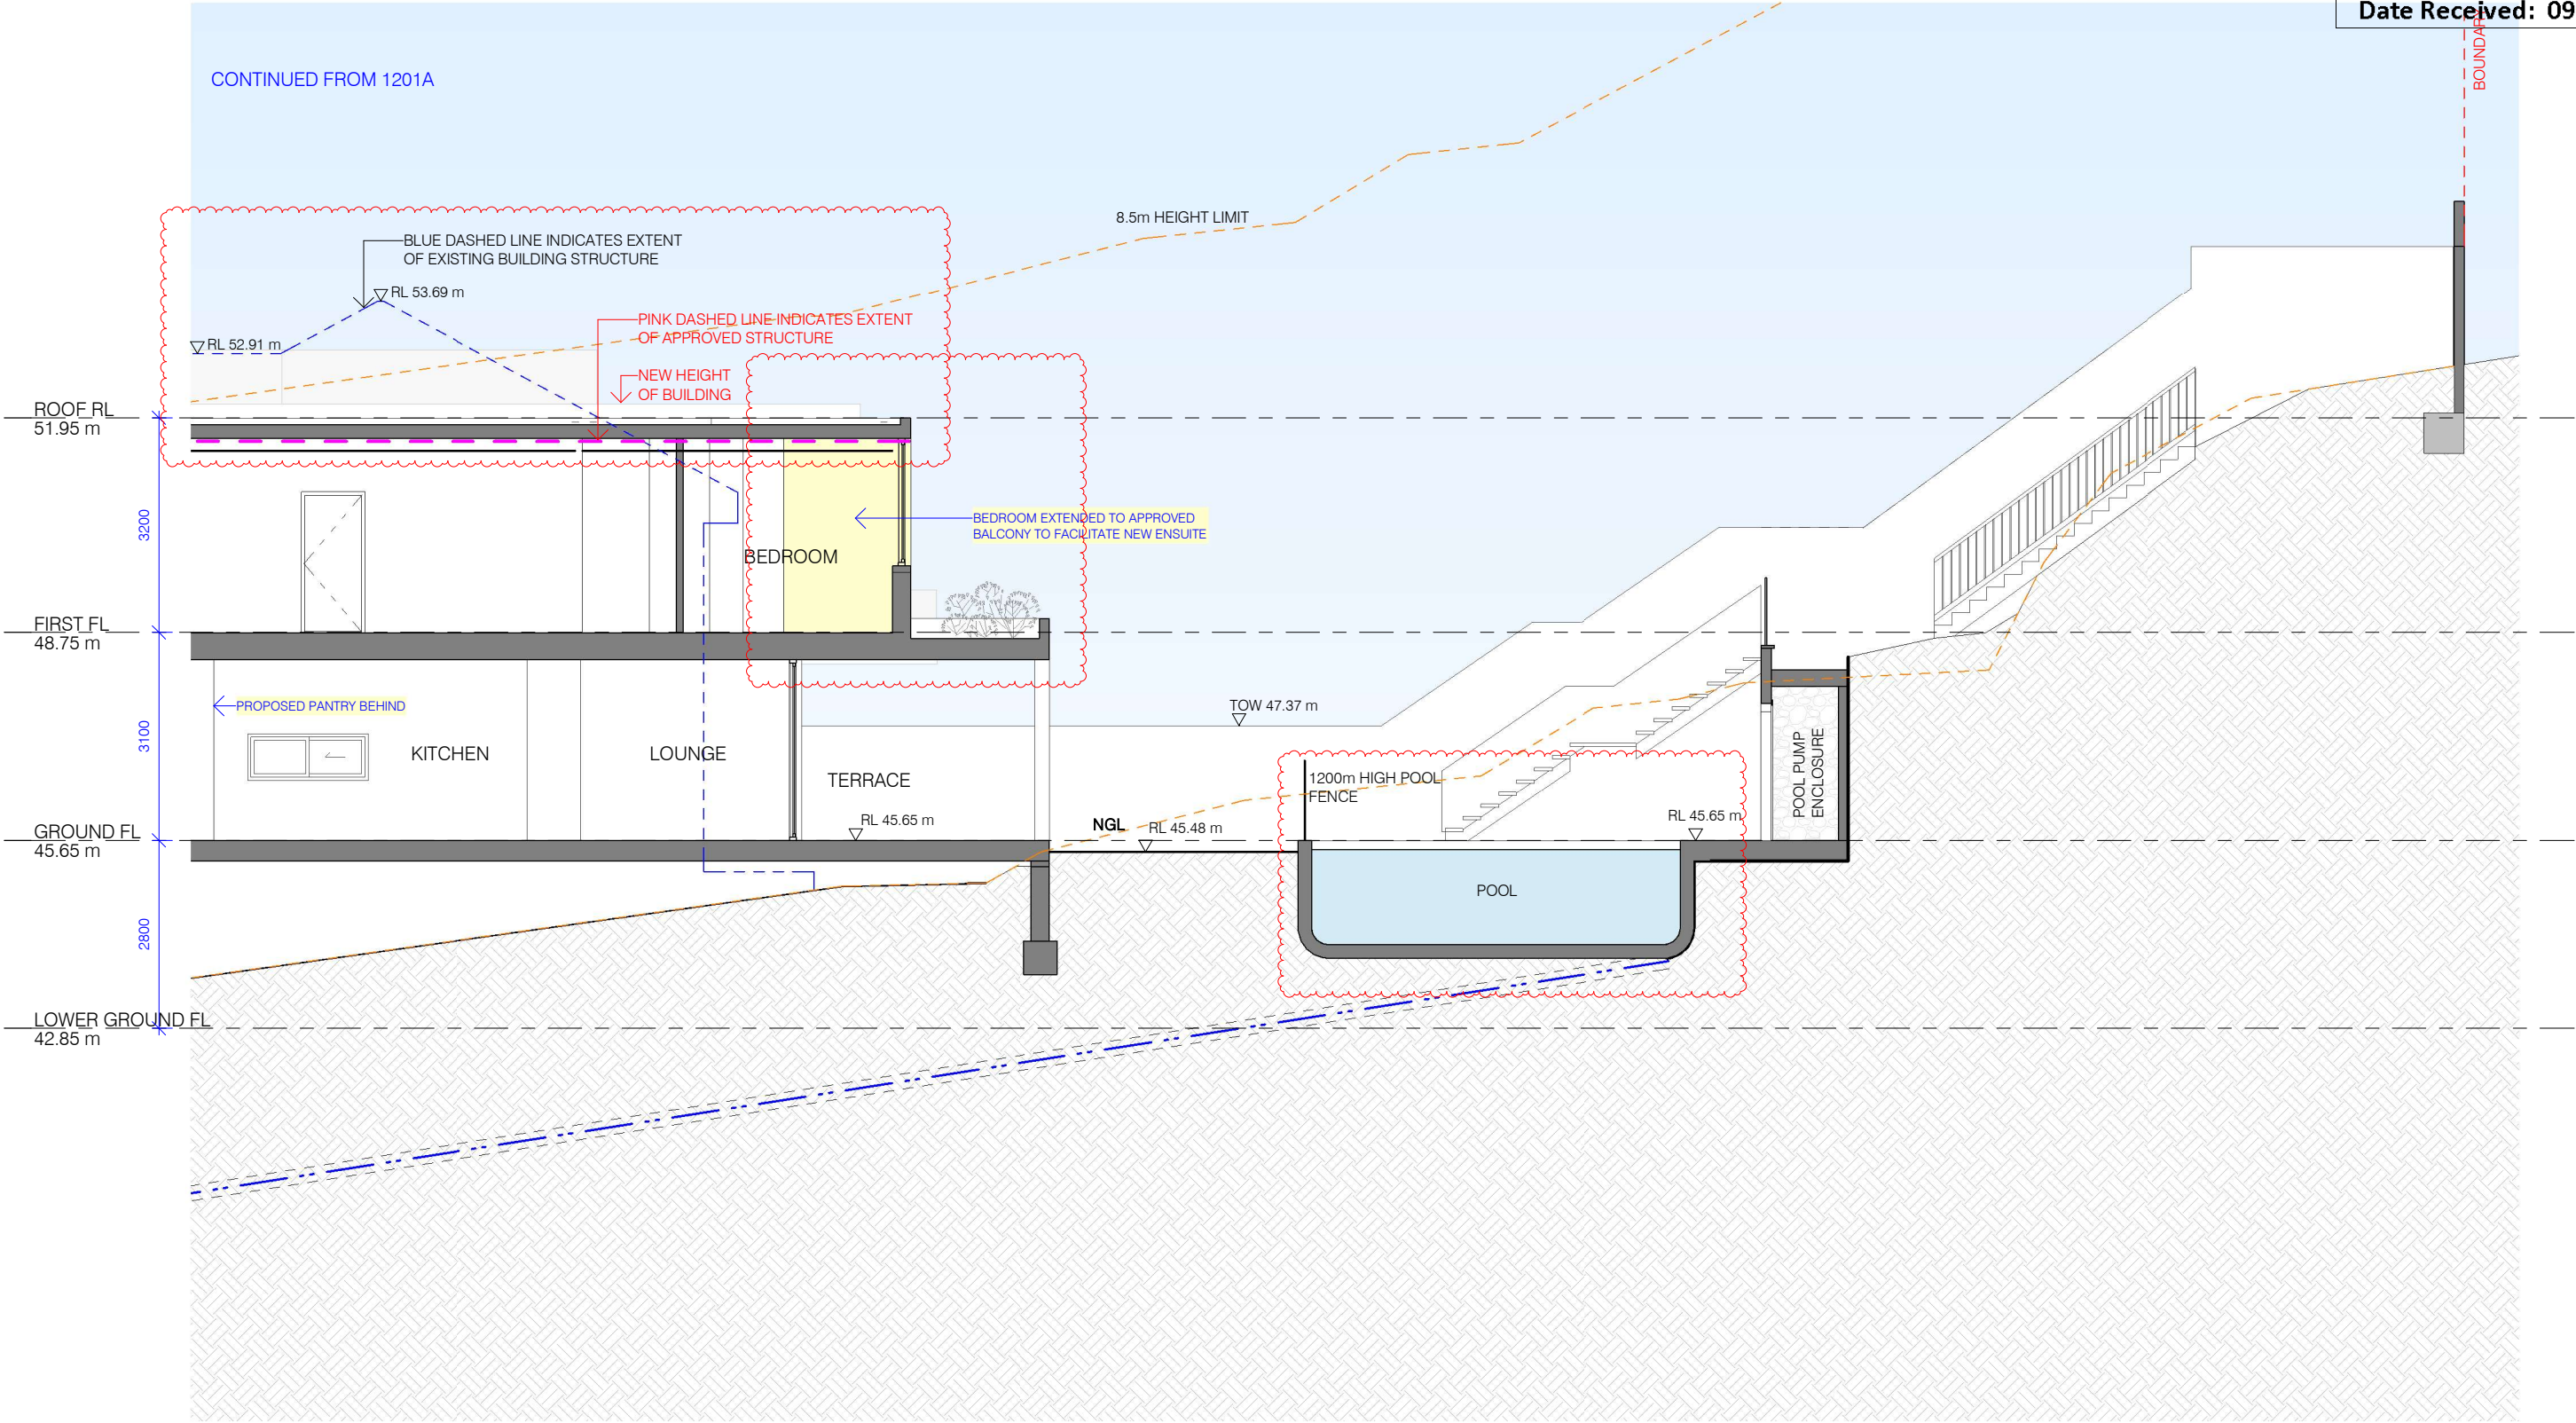 Date Received: 09
BOUNDARY
CONTINUED FROM 1201A
8.5m HEIGHT LIMIT
BLUE DASHED LINE INDICATES EXTENT
OF EXISTING BUILDING STRUCTURE
RL 53.69 m
PINK DASHED LINE INDICATES EXTENT
OF APPROVED STRUCTURE
RL 52.91 m
NEW HEIGHT
OF BUILDING
ROOF RL
51.95 m
3200
BEDROOM EXTENDED TO APPROVED
BALCONY TO FACILITATE NEW ENSUITE
BEDROOM
FIRST FL
48.75 m
PROPOSED PANTRY BEHIND
TOW 47.37 m
3100
KITCHEN
LOUNGE
TERRACE
1200m HIGH POOL
FENCE
POOL PUMP
ENCLOSURE
RL 45.65 m
NGL
RL 45.48 m
RL 45.65 m
GROUND FL
45.65 m
POOL
2800
LOWER GROUND FL
42.85 m